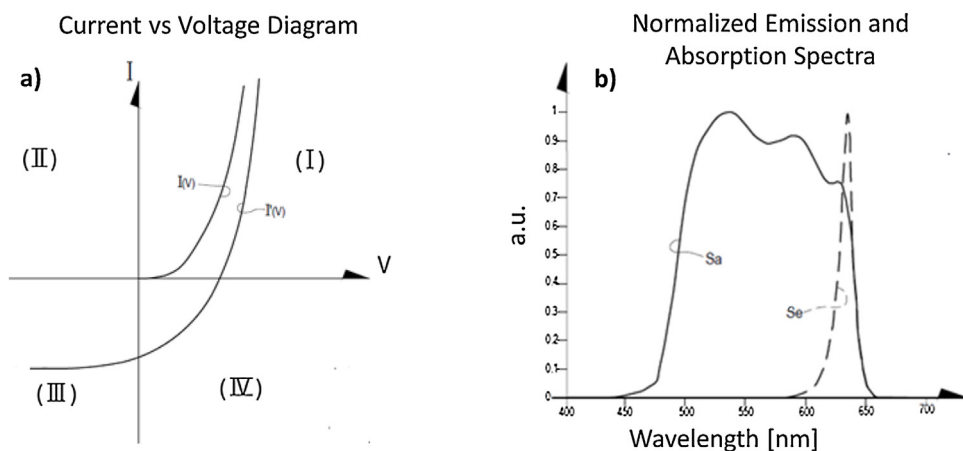 Current vs Voltage Diagram
a)
I
(II)
(I)
I(V)
I'(V)
V
(III)
(IV)
Normalized Emission and
Absorption Spectra
b)
1
0.9
0.8
0.7
0.6
0.5
0.4
0.3
0.2
0.1
0
a.u.
Sa
Se
400
450
500
550
600
650
700
Wavelength [nm]